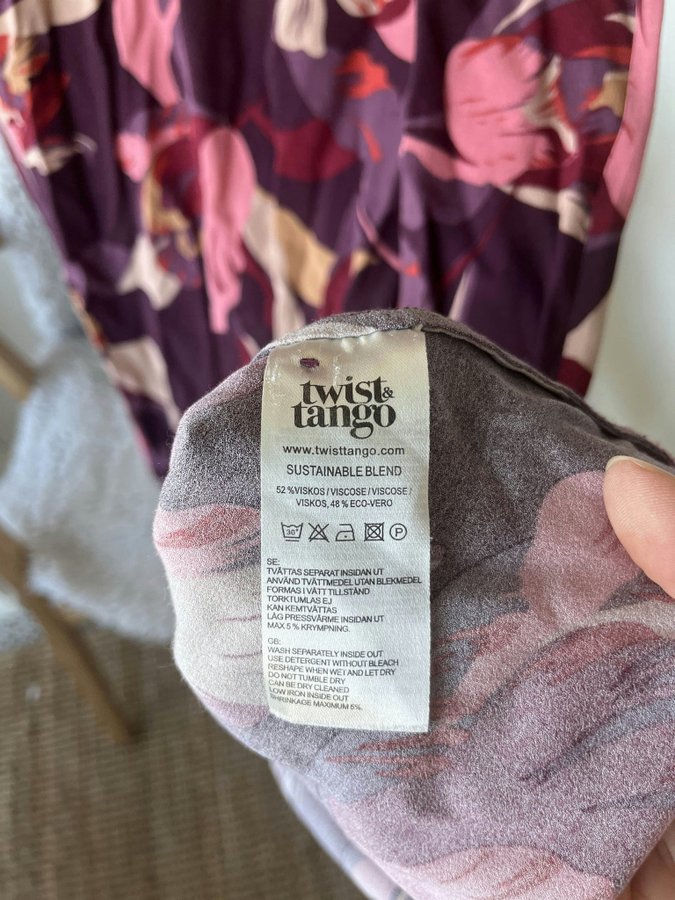 twist &
tango
www.twisttango.com
SUSTAINABLE BLEND
52 %VISKOS / VISCOSE / VISCOSE /
VISKOS, 48 % ECO-VERO
30°
P
SE:
TVÄTTAS SEPARAT INSIDAN UT
ANVÄND TVÄTTMEDEL UTAN BLEKMEDEL
FORMAS I VÅTT TILLSTÅND
TORKTUMLAS EJ
KAN KEMTVÄTTAS
LÅG PRESSVÄRME INSIDAN UT
MAX 5 % KRYMPNING.
GB:
WASH SEPARATELY INSIDE OUT
USE DETERGENT WITHOUT BLEACH
RESHAPE WHEN WET AND LET DRY
DO NOT TUMBLE DRY
CAN BE DRY CLEANED
LOW IRON INSIDE OUT
SHRINKAGE MAXIMUM 5%.